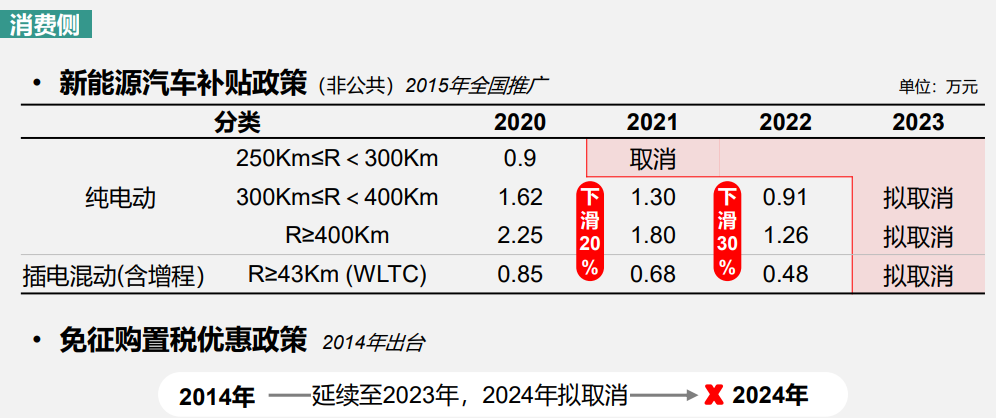 消费侧
• 新能源汽车补贴政策（非公共）2015年全国推广 单位：万元
分类 2020 2021 2022 2023
250Km≤R＜300Km 0.9 取消
纯电动 300Km≤R＜400Km 1.62 1.30 0.91 拟取消
R≥400Km 2.25 1.80 1.26 拟取消
插电混动(含增程） R≥43Km (WLTC) 0.85 0.68 0.48 拟取消
下滑20%
下滑30%
• 免征购置税优惠政策 2014年出台
2014年 延续至2023年，2024年拟取消 2024年